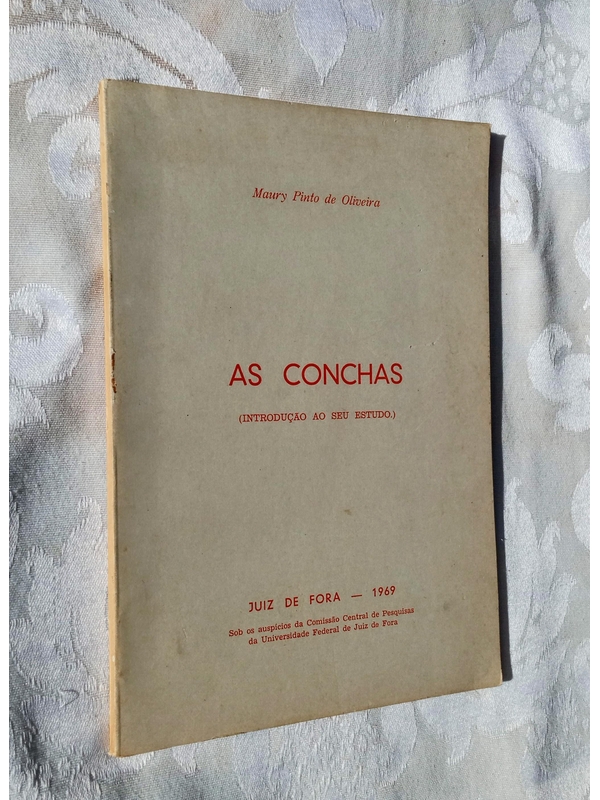 Maury Pinto de Oliveira
AS CONCHAS
(INTRODUÇÃO AO SEU ESTUDO.)
JUIZ DE FORA — 1969
Sob os auspícios da Comissão Central de Pesquisas
da Universidade Federal de Juiz de Fora